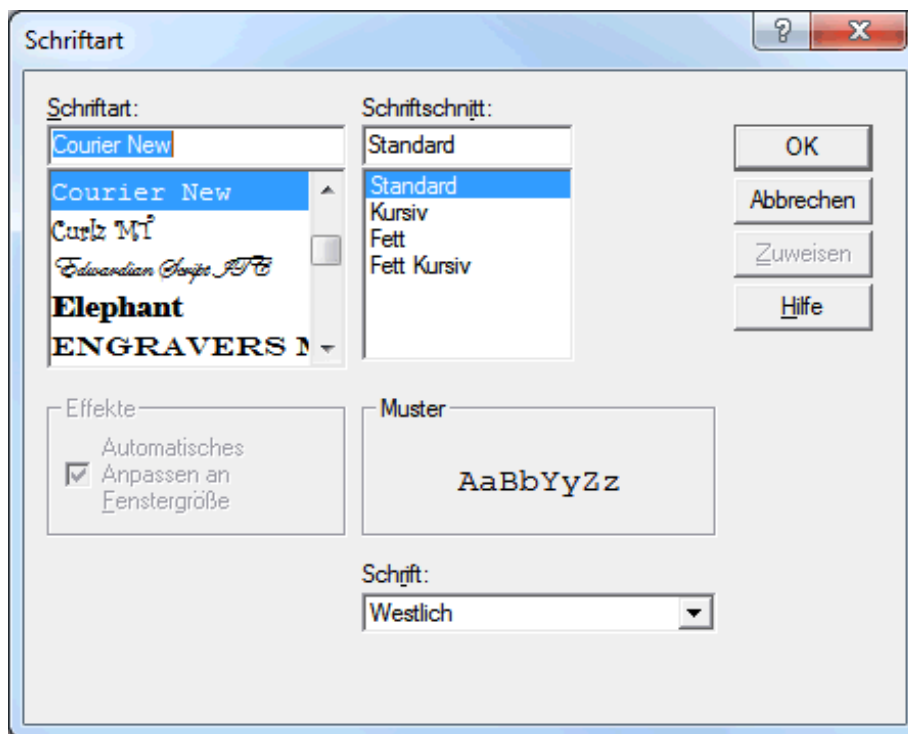 Schriftart
Schriftart:
Courier New
Courier New
Curlz MT
Edwardian Script ITC
Elephant
ENGRAVERS M
Schriftschnitt:
Standard
Standard
Kursiv
Fett
Fett Kursiv
OK
Abbrechen
Zuweisen
Hilfe
Effekte
Automatisches
Anpassen an
Fenstergröße
Muster
AaBbYyZz
Schrift:
Westlich